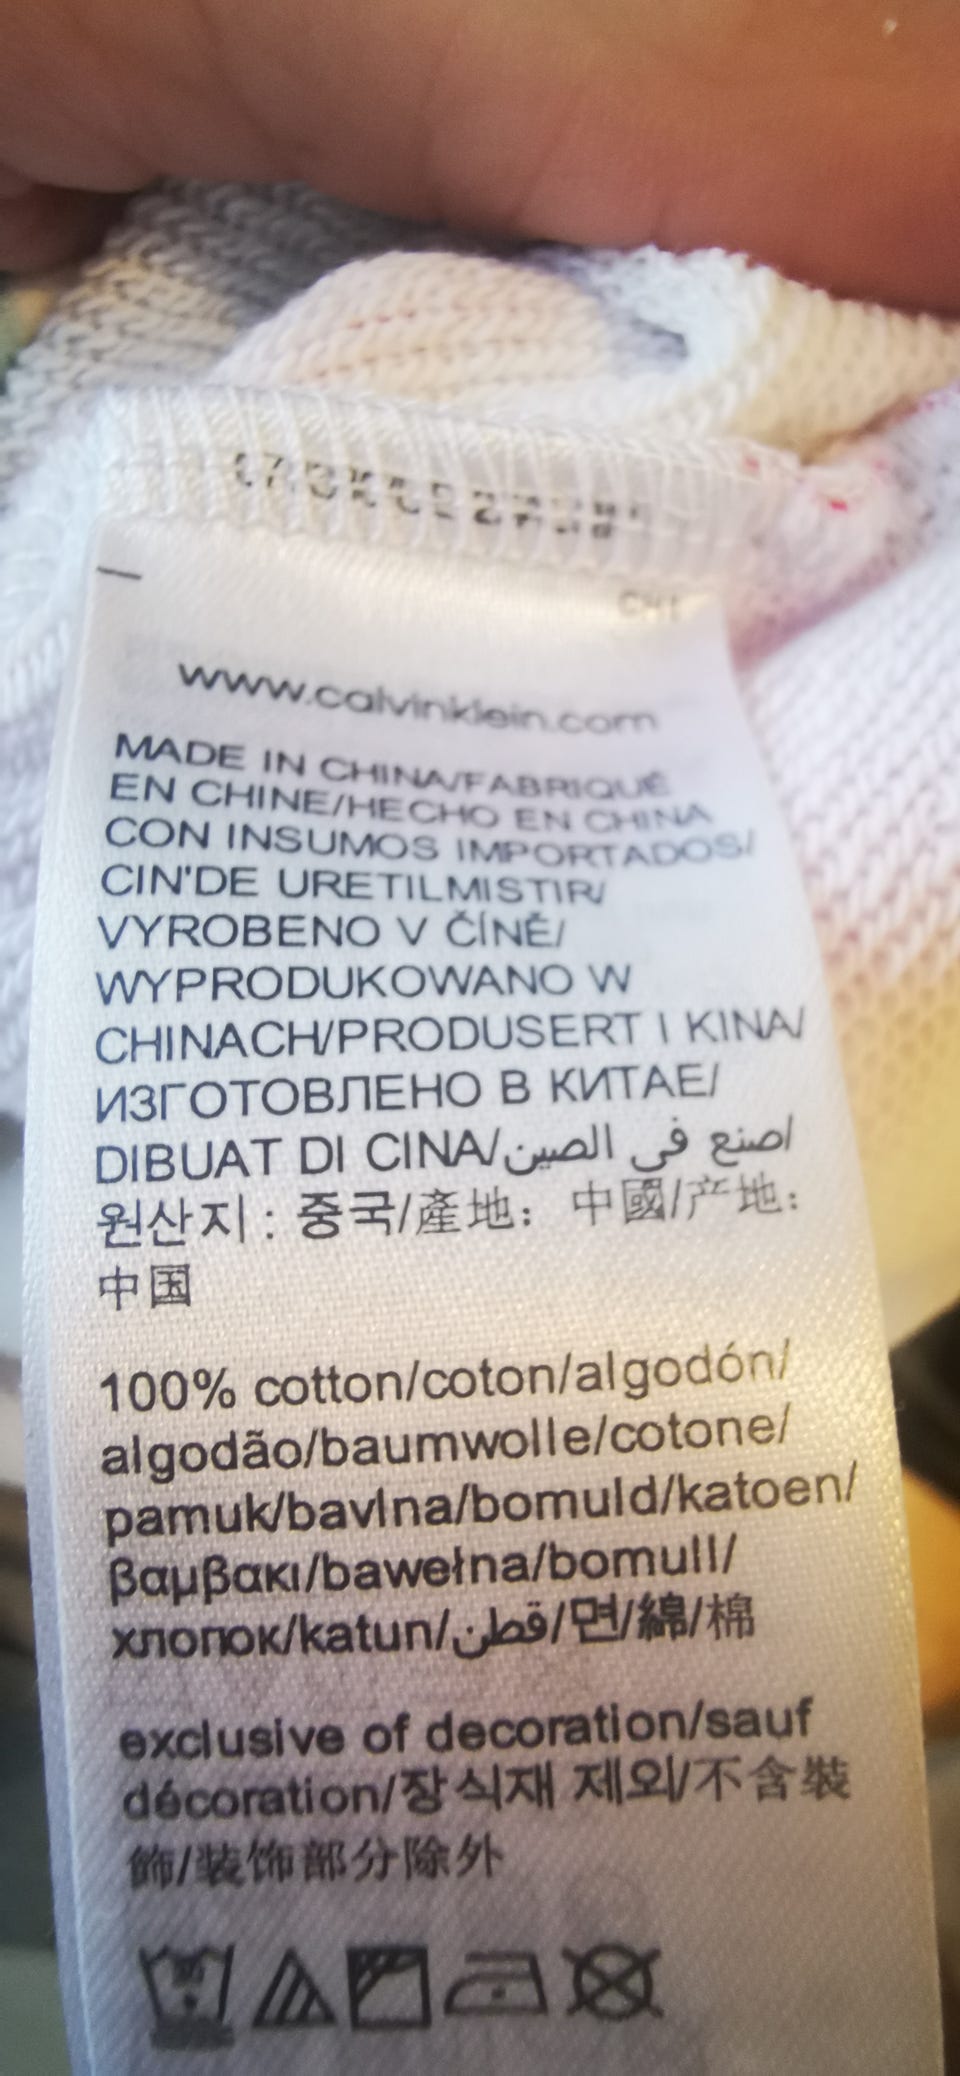 www.calvinklein.com
MADE IN CHINA/FABRIQUÉ
EN CHINE/HECHO EN CHINA
CON INSUMOS IMPORTADOS/
CIN'DE URETILMISTIR/
VYROBENO V ČÍNĚ/
WYPRODUKOWANO W
CHINACH/PRODUSERT I KINA/
ИЗГОТОВЛЕНО В КИТАЕ/
DIBUAT DI CINA/صنع في الصين/
원산지 : 중국/產地：中國/产地：
中国
100% cotton/coton/algodón/
algodão/baumwolle/cotone/
pamuk/bavlna/bomuld/katoen/
βαμβακι/bawełna/bomull/
хлопок/katun/قطن/면/綿/棉
exclusive of decoration/sauf
décoration/장식재 제외/不含裝
飾/装饰部分除外